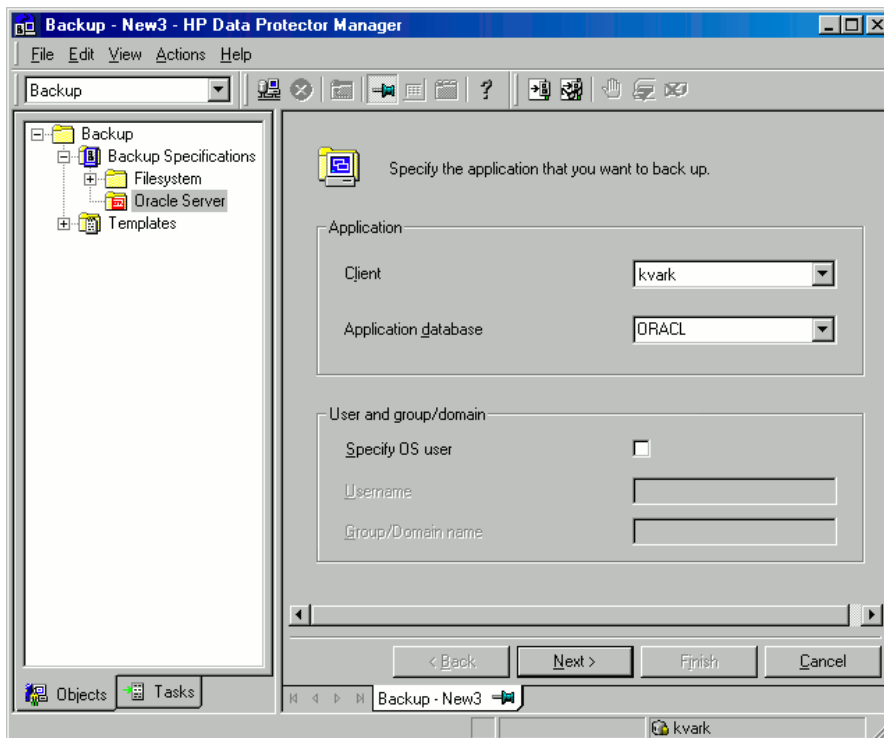 Backup - New3 - HP Data Protector Manager
File Edit View Actions Help
Backup
?
Backup
Backup Specifications
Filesystem
Oracle Server
Templates
Specify the application that you want to back up.
Application
Client
kvark
Application database
ORACL
User and group/domain
Specify OS user
Username
Group/Domain name
< Back
Next >
Finish
Cancel
Objects
Tasks
Backup - New3
kvark